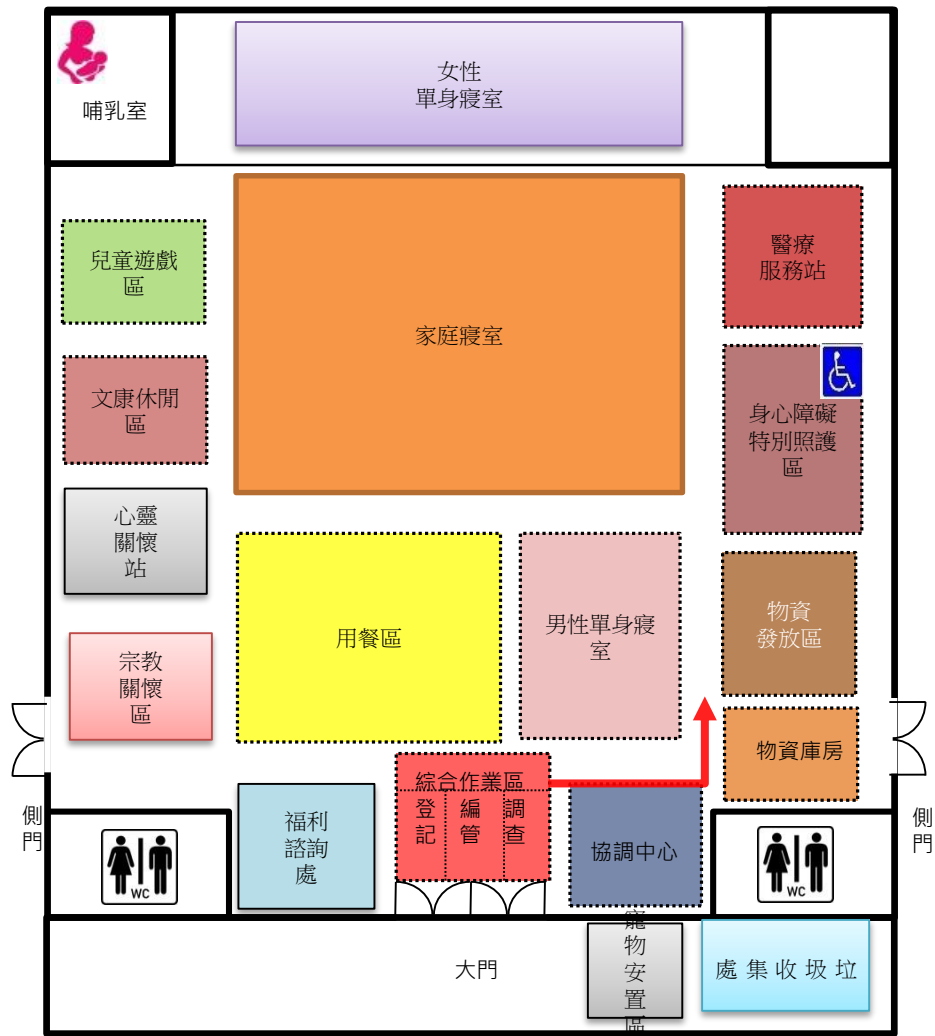 女性
單身寢室
哺乳室
兒童遊戲
區
家庭寢室
醫療
服務站
文康休閒
區
身心障礙
特別照護
區
心靈
關懷
站
用餐區
男性單身寢
室
物資
發放區
宗教
關懷
區
物資庫房
綜合作業區
登記
編管
調查
側門
福利
諮詢
處
協調中心
側門
WC
WC
大門
寵物安置區
處集收圾垃